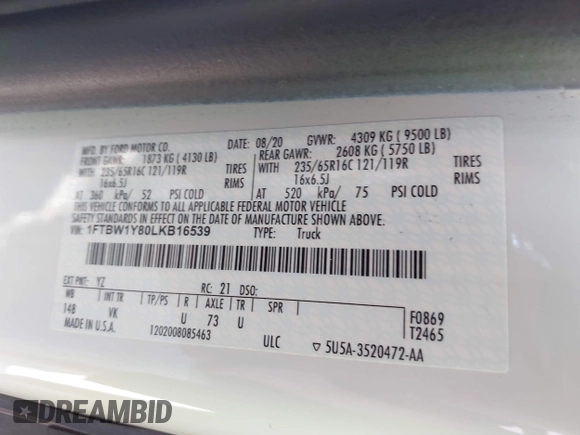 MFD. BY FORD MOTOR CO.
DATE: 08/20 GVWR: 4309 KG ( 9500 LB)
FRONT GAWR: 1873 KG ( 4130 LB) REAR GAWR: 2608 KG ( 5750 LB)
235/65R16C 121/119R TIRES 235/65R16C 121/119R TIRES
16x6.5J RIMS 16x6.5J RIMS
AT 360 kPa/ 52 PSI AT 520 kPa/ 75 PSI
THIS VEHICLE CONFORMS TO ALL APPLICABLE FEDERAL MOTOR VEHICLE
SAFETY STANDARDS IN EFFECT ON THE DATE OF MANUFACTURE SHOWN ABOVE.
VIN: 1FTBW1Y80LKB16539 TYPE: Truck
EXT PNT: YZ RC: 21 DSO:
WB INT TR TP/PS R AXLE TR SPR
148 VK U 73 U
F0869
T2465
MADE IN U.S.A. 1202008085463 ULC ▽ 5U5A-3520472-AA
DREAMBID